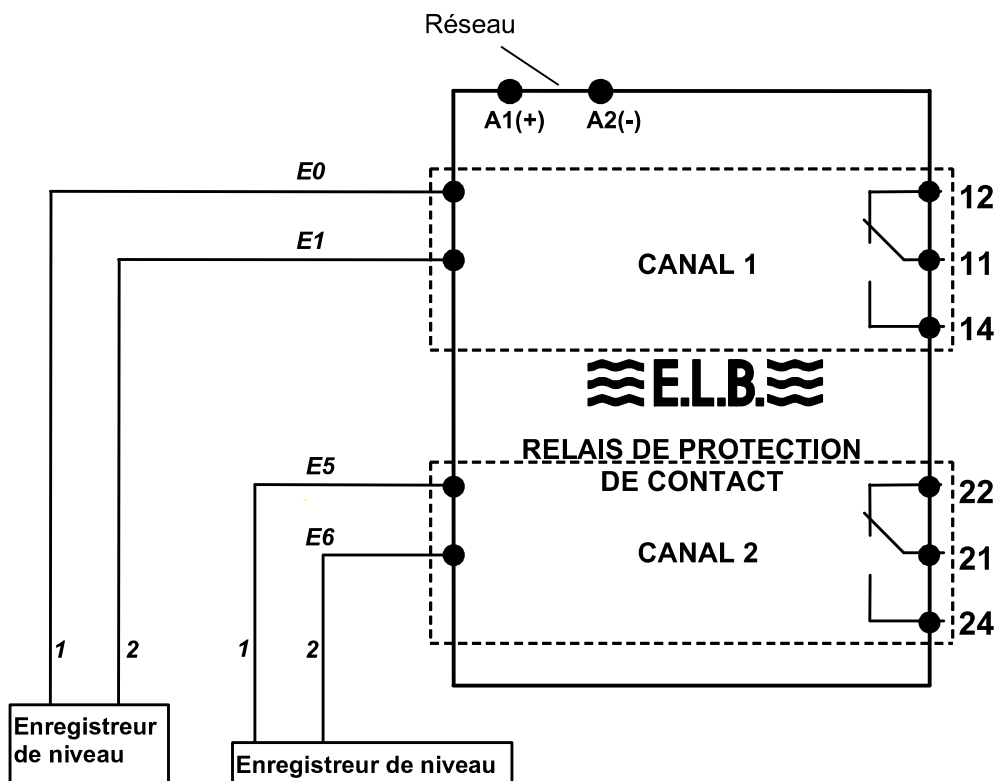 Réseau
A1(+) A2(-)
E0
12
E1
CANAL 1
11
14
E.L.B.
RELAIS DE PROTECTION
DE CONTACT
E5
22
E6
CANAL 2
21
24
1 2 1 2
Enregistreur
de niveau
Enregistreur de niveau